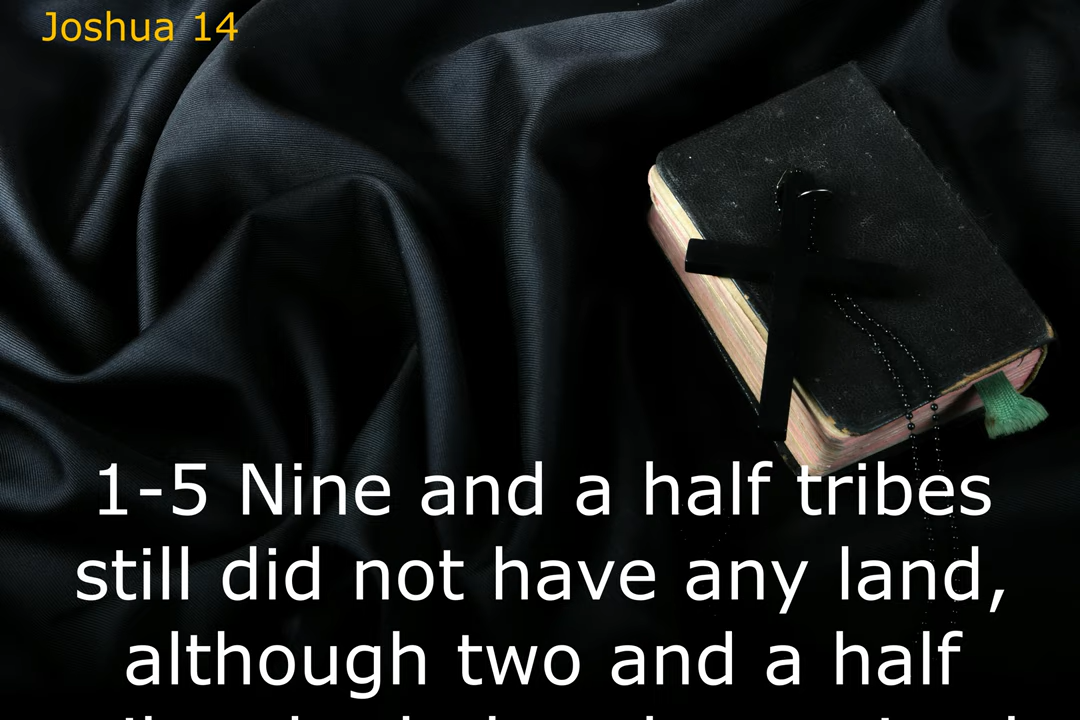 Joshua 14
1-5 Nine and a half tribes
still did not have any land,
although two and a half